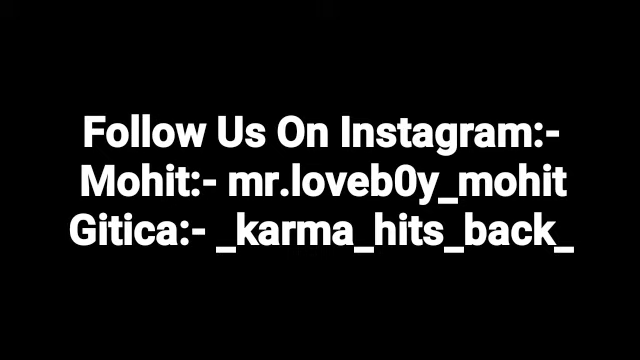 Follow Us On Instagram:-
Mohit:- mr.loveb0y_mohit
Gitica:- _karma_hits_back_